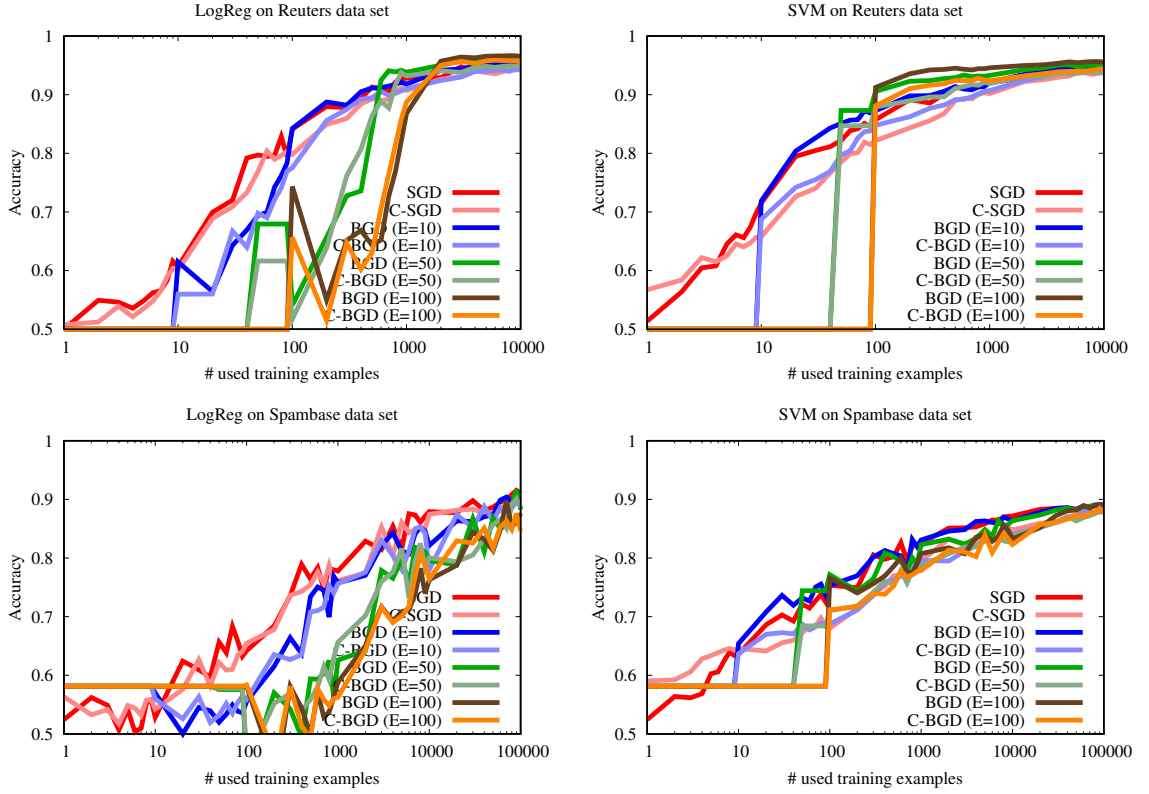 LogReg on Reuters data set
1
0.9
0.8
0.7
0.6
0.5
Accuracy
1 10 100 1000 10000
# used training examples
SGD
C-SGD
BGD (E=10)
C-BGD (E=10)
BGD (E=50)
C-BGD (E=50)
BGD (E=100)
C-BGD (E=100)
SVM on Reuters data set
1
0.9
0.8
0.7
0.6
0.5
Accuracy
1 10 100 1000 10000
# used training examples
SGD
C-SGD
BGD (E=10)
C-BGD (E=10)
BGD (E=50)
C-BGD (E=50)
BGD (E=100)
C-BGD (E=100)
LogReg on Spambase data set
1
0.9
0.8
0.7
0.6
0.5
Accuracy
1 10 100 1000 10000 100000
# used training examples
SGD
C-SGD
BGD (E=10)
C-BGD (E=10)
BGD (E=50)
C-BGD (E=50)
BGD (E=100)
C-BGD (E=100)
SVM on Spambase data set
1
0.9
0.8
0.7
0.6
0.5
Accuracy
1 10 100 1000 10000 100000
# used training examples
SGD
C-SGD
BGD (E=10)
C-BGD (E=10)
BGD (E=50)
C-BGD (E=50)
BGD (E=100)
C-BGD (E=100)